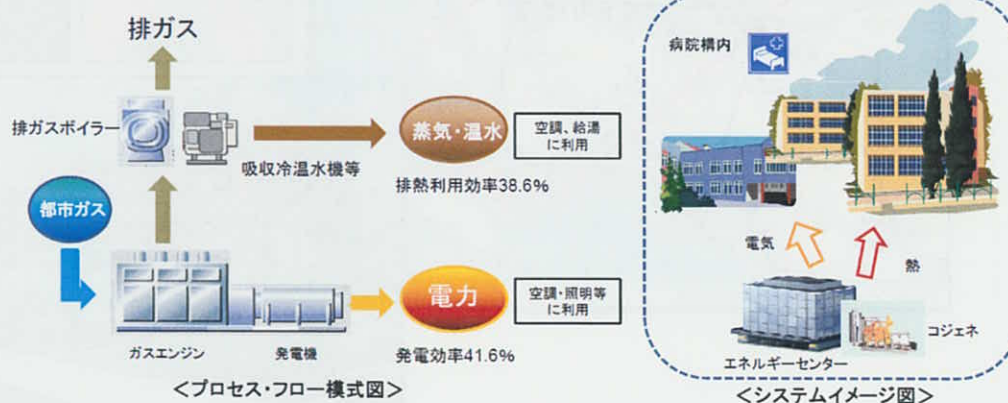 排ガス
排ガスボイラー
吸収冷温水機等
蒸気・温水
空調、給湯
に利用
排熱利用効率38.6%
都市ガス
ガスエンジン
発電機
電力
空調・照明等
に利用
発電効率41.6%
＜プロセス・フロー模式図＞
病院構内
電気
熱
コジェネ
エネルギーセンター
＜システムイメージ図＞